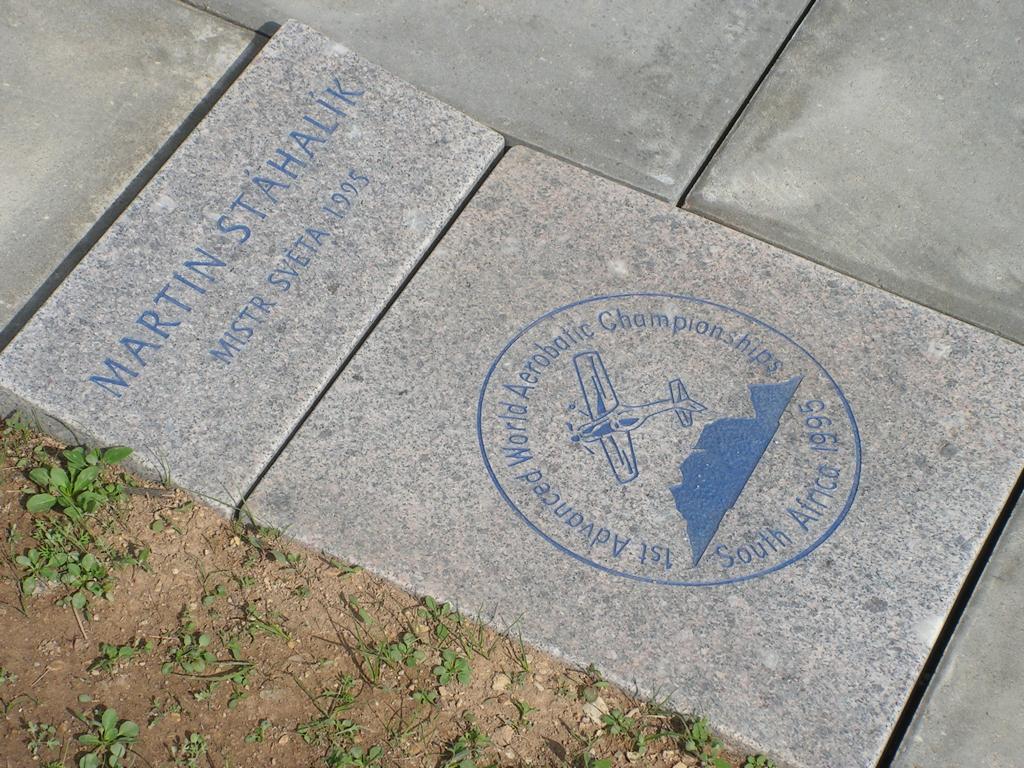 MARTIN STÁHALÍK
MISTR SVĚTA 1995
1st Advanced World Aerobatic Championships
South Africa 1995